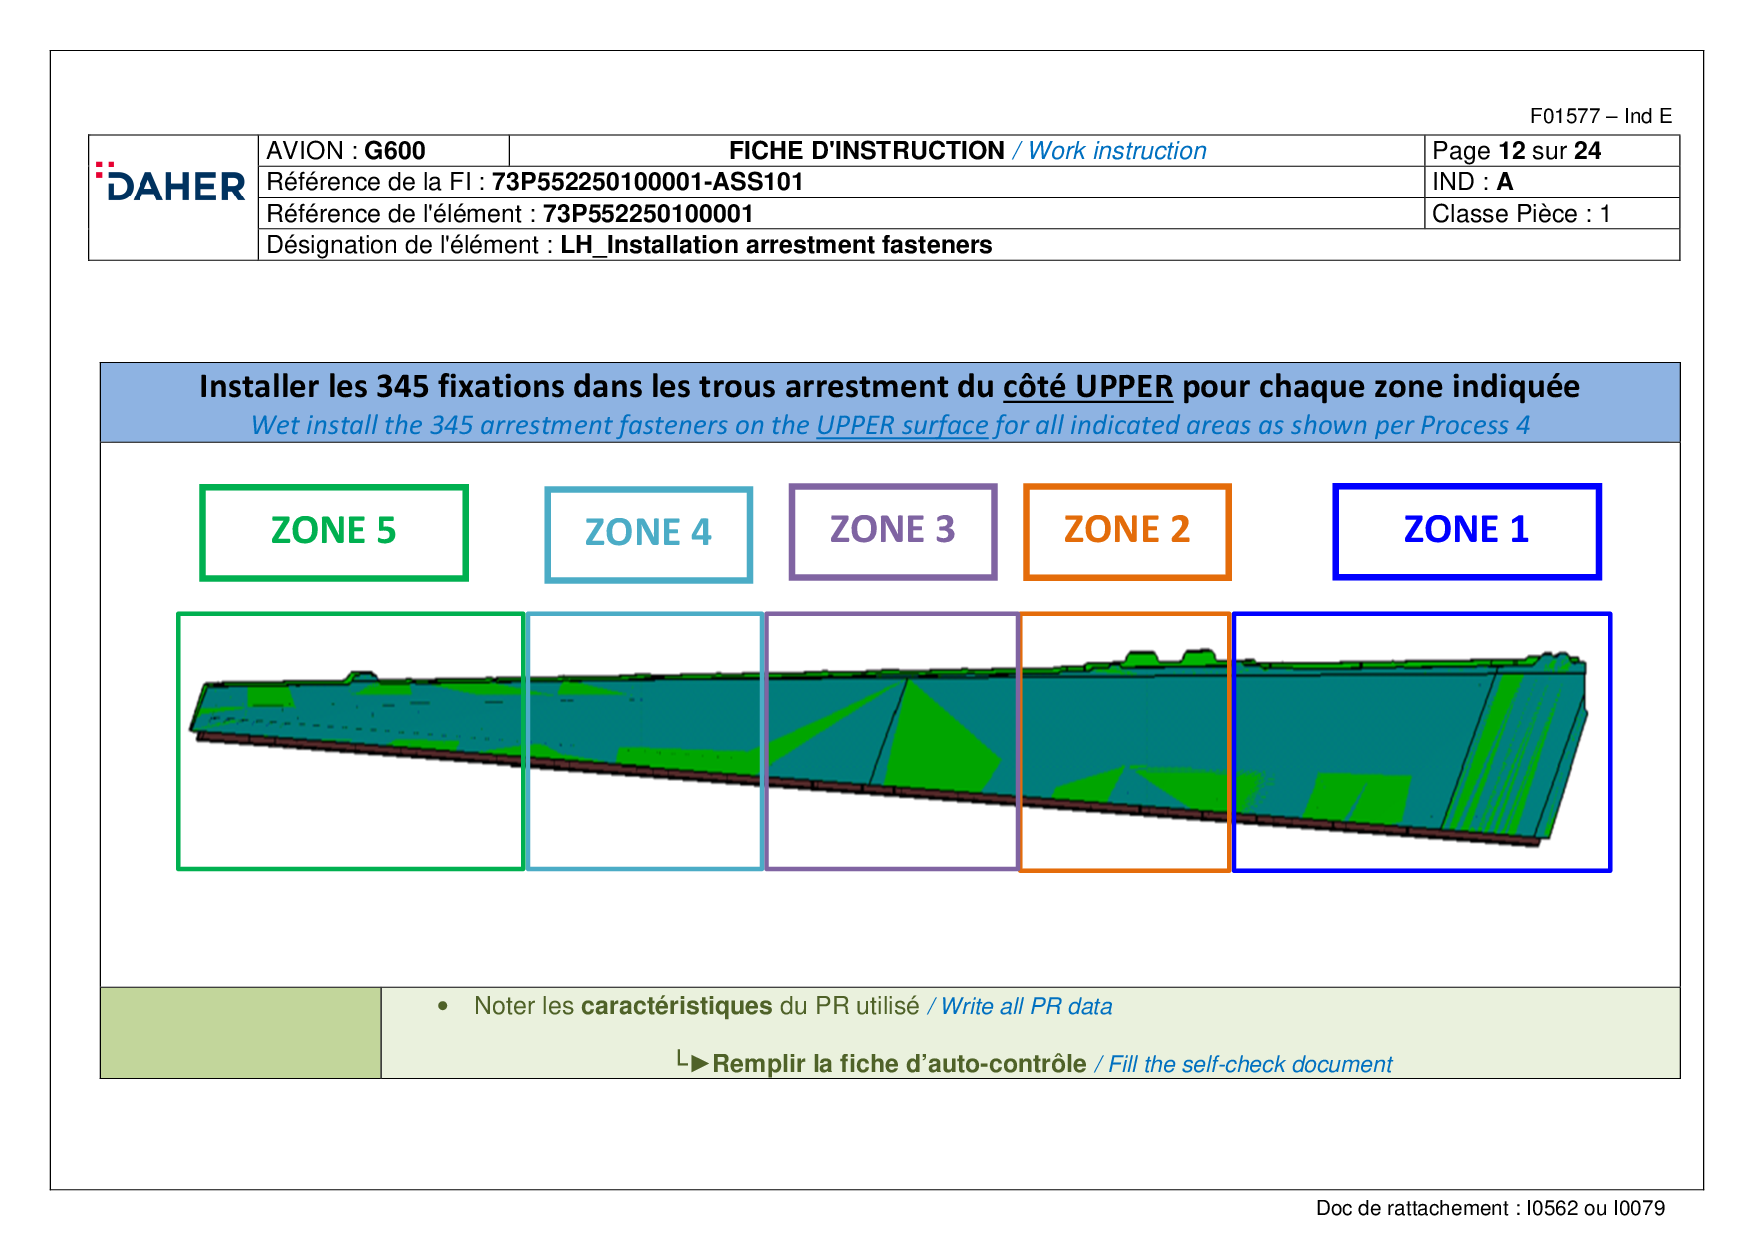 F01577 – Ind E
DAHER
AVION : G600
FICHE D'INSTRUCTION / Work instruction
Page 12 sur 24
Référence de la FI : 73P552250100001-ASS101
IND : A
Référence de l'élément : 73P552250100001
Classe Pièce : 1
Désignation de l'élément : LH_Installation arrestment fasteners
Installer les 345 fixations dans les trous arrestment du côté UPPER pour chaque zone indiquée
Wet install the 345 arrestment fasteners on the UPPER surface for all indicated areas as shown per Process 4
ZONE 5
ZONE 4
ZONE 3
ZONE 2
ZONE 1
• Noter les caractéristiques du PR utilisé / Write all PR data
└►Remplir la fiche d’auto-contrôle / Fill the self-check document
Doc de rattachement : I0562 ou I0079